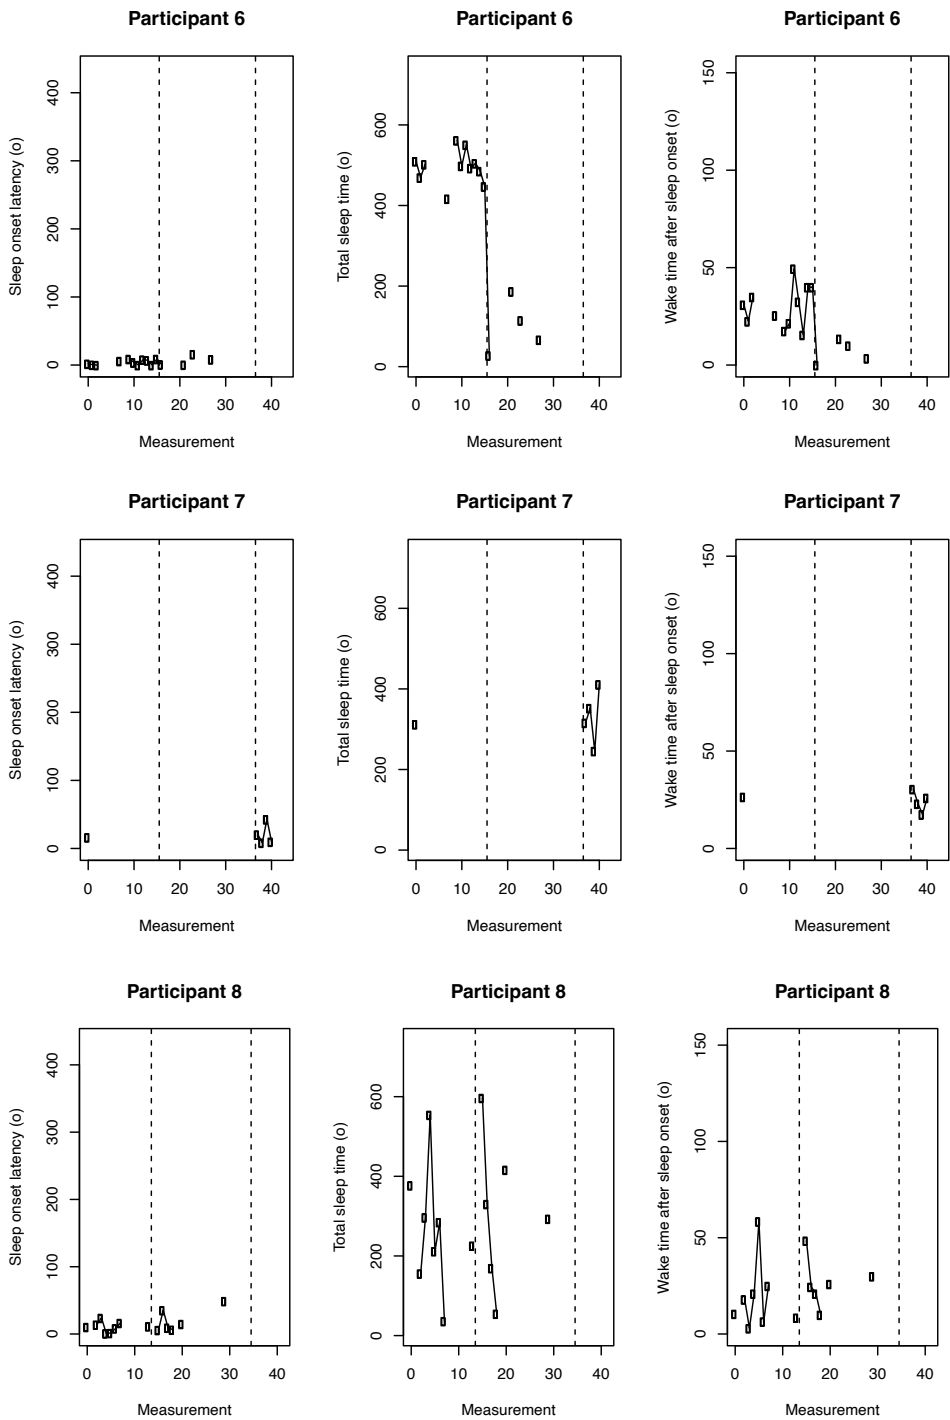 Participant 6
Participant 6
Participant 6
Sleep onset latency (o)
400
300
200
100
0
0 10 20 30 40
Measurement
Total sleep time (o)
600
400
200
0
0 10 20 30 40
Measurement
Wake time after sleep onset (o)
150
100
50
0
0 10 20 30 40
Measurement
Participant 7
Participant 7
Participant 7
Sleep onset latency (o)
400
300
200
100
0
0 10 20 30 40
Measurement
Total sleep time (o)
600
400
200
0
0 10 20 30 40
Measurement
Wake time after sleep onset (o)
150
100
50
0
0 10 20 30 40
Measurement
Participant 8
Participant 8
Participant 8
Sleep onset latency (o)
400
300
200
100
0
0 10 20 30 40
Measurement
Total sleep time (o)
600
400
200
0
0 10 20 30 40
Measurement
Wake time after sleep onset (o)
150
100
50
0
0 10 20 30 40
Measurement